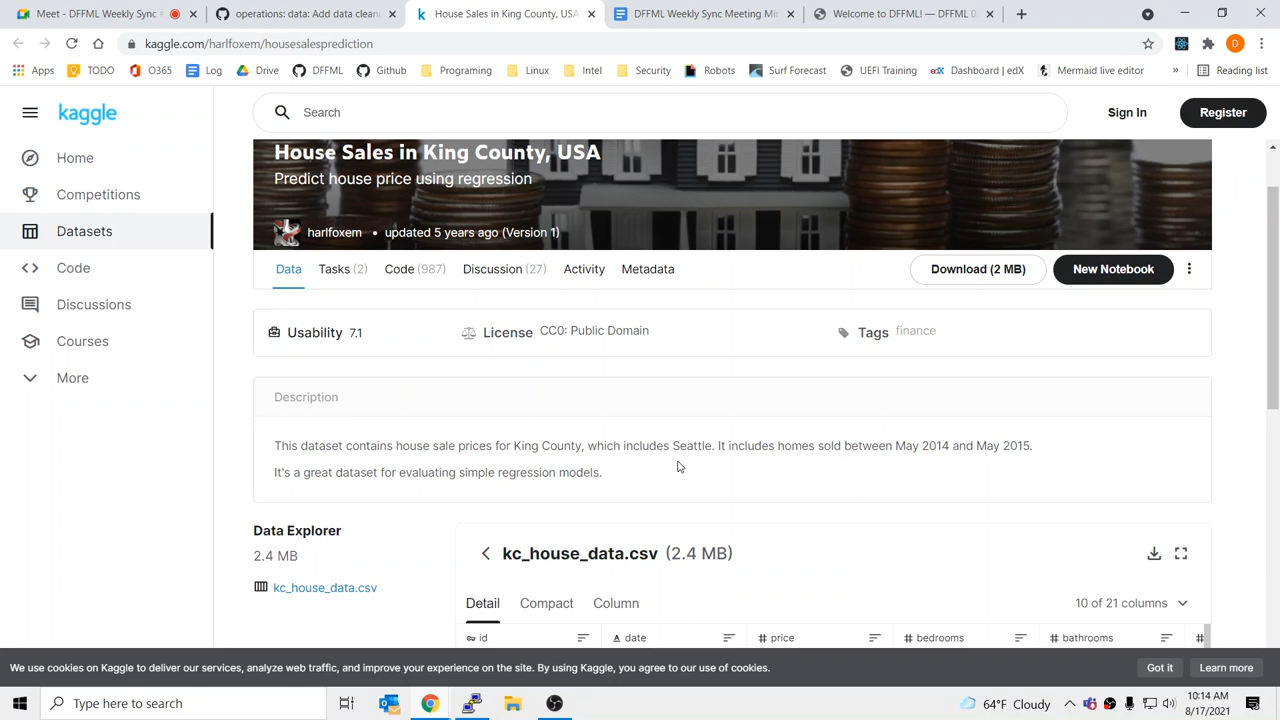 Meet - DFFML Weekly Sync
operations: data: Add data cleanu
House Sales in King County, USA
DFFML Weekly Sync Meeting Mi
Welcome to DFFML! — DFFML 0.
kaggle.com/harlfoxem/housesalesprediction
Apps
TODO
O365
Log
Drive
DFFML
Github
Programing
Linux
Intel
Security
Robots
Surf Forecast
UEFI Training
edX
Dashboard | edX
Mermaid live editor
»
Reading list
kaggle
Search
Sign In
Register
Home
Competitions
Datasets
Code
Discussions
Courses
More
House Sales in King County, USA
Predict house price using regression
harlfoxem • updated 5 years ago (Version 1)
Data
Tasks (2)
Code (987)
Discussion (27)
Activity
Metadata
Download (2 MB)
New Notebook
Usability 7.1
License CC0: Public Domain
Tags finance
Description
This dataset contains house sale prices for King County, which includes Seattle. It includes homes sold between May 2014 and May 2015.
It's a great dataset for evaluating simple regression models.
Data Explorer
2.4 MB
kc_house_data.csv
kc_house_data.csv (2.4 MB)
Detail
Compact
Column
10 of 21 columns
id
A date
# price
# bedrooms
# bathrooms
#
We use cookies on Kaggle to deliver our services, analyze web traffic, and improve your experience on the site. By using Kaggle, you agree to our use of cookies.
Got it
Learn more
Type here to search
64°F Cloudy
10:14 AM
8/17/2021